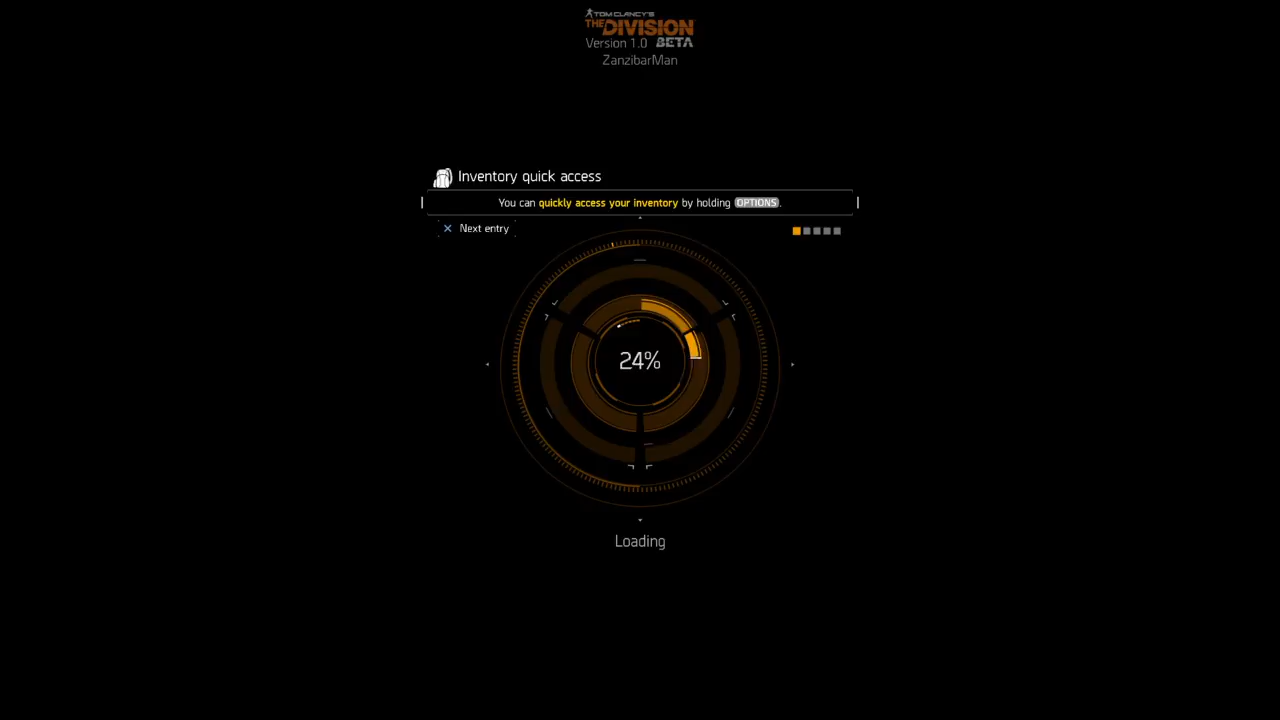 TOM CLANCY'S
THE DIVISION
Version 1.0 BETA
ZanzibarMan
Inventory quick access
You can quickly access your inventory by holding OPTIONS.
Next entry
24%
Loading